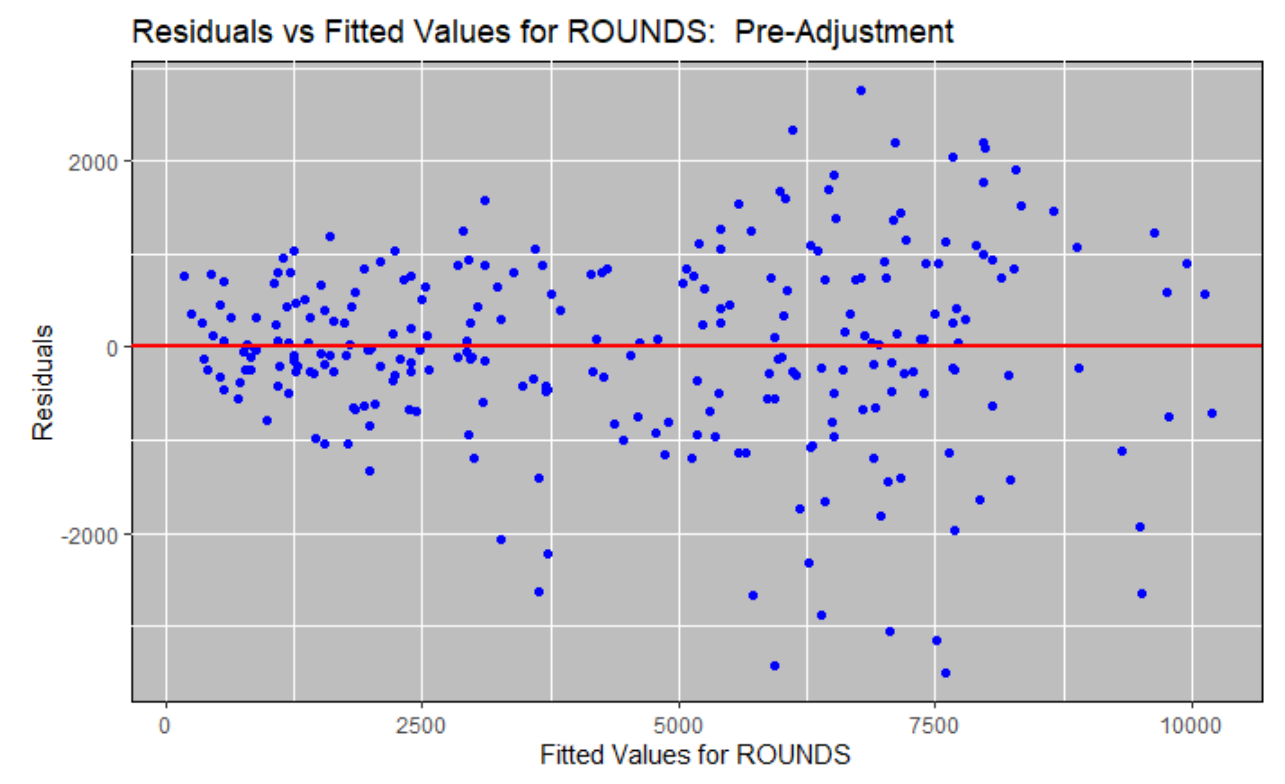 Residuals vs Fitted Values for ROUNDS:  Pre-Adjustment
Residuals
2000
0
-2000
0 2500 5000 7500 10000
Fitted Values for ROUNDS